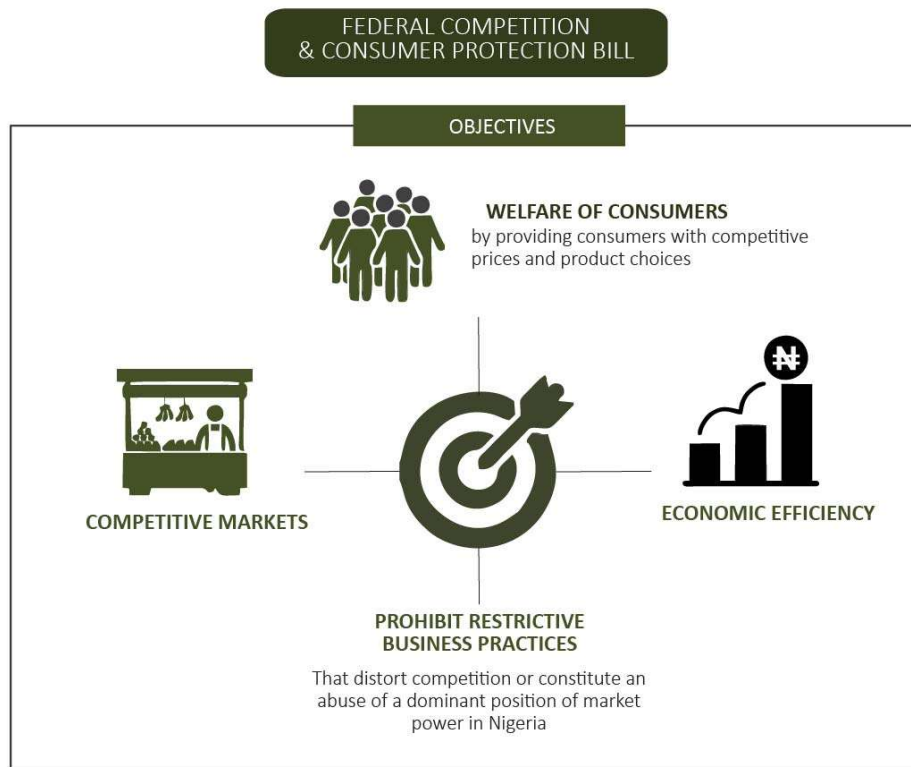 FEDERAL COMPETITION
& CONSUMER PROTECTION BILL
OBJECTIVES
WELFARE OF CONSUMERS
by providing consumers with competitive
prices and product choices
₦
COMPETITIVE MARKETS
ECONOMIC EFFICIENCY
PROHIBIT RESTRICTIVE
BUSINESS PRACTICES
That distort competition or constitute an
abuse of a dominant position of market
power in Nigeria